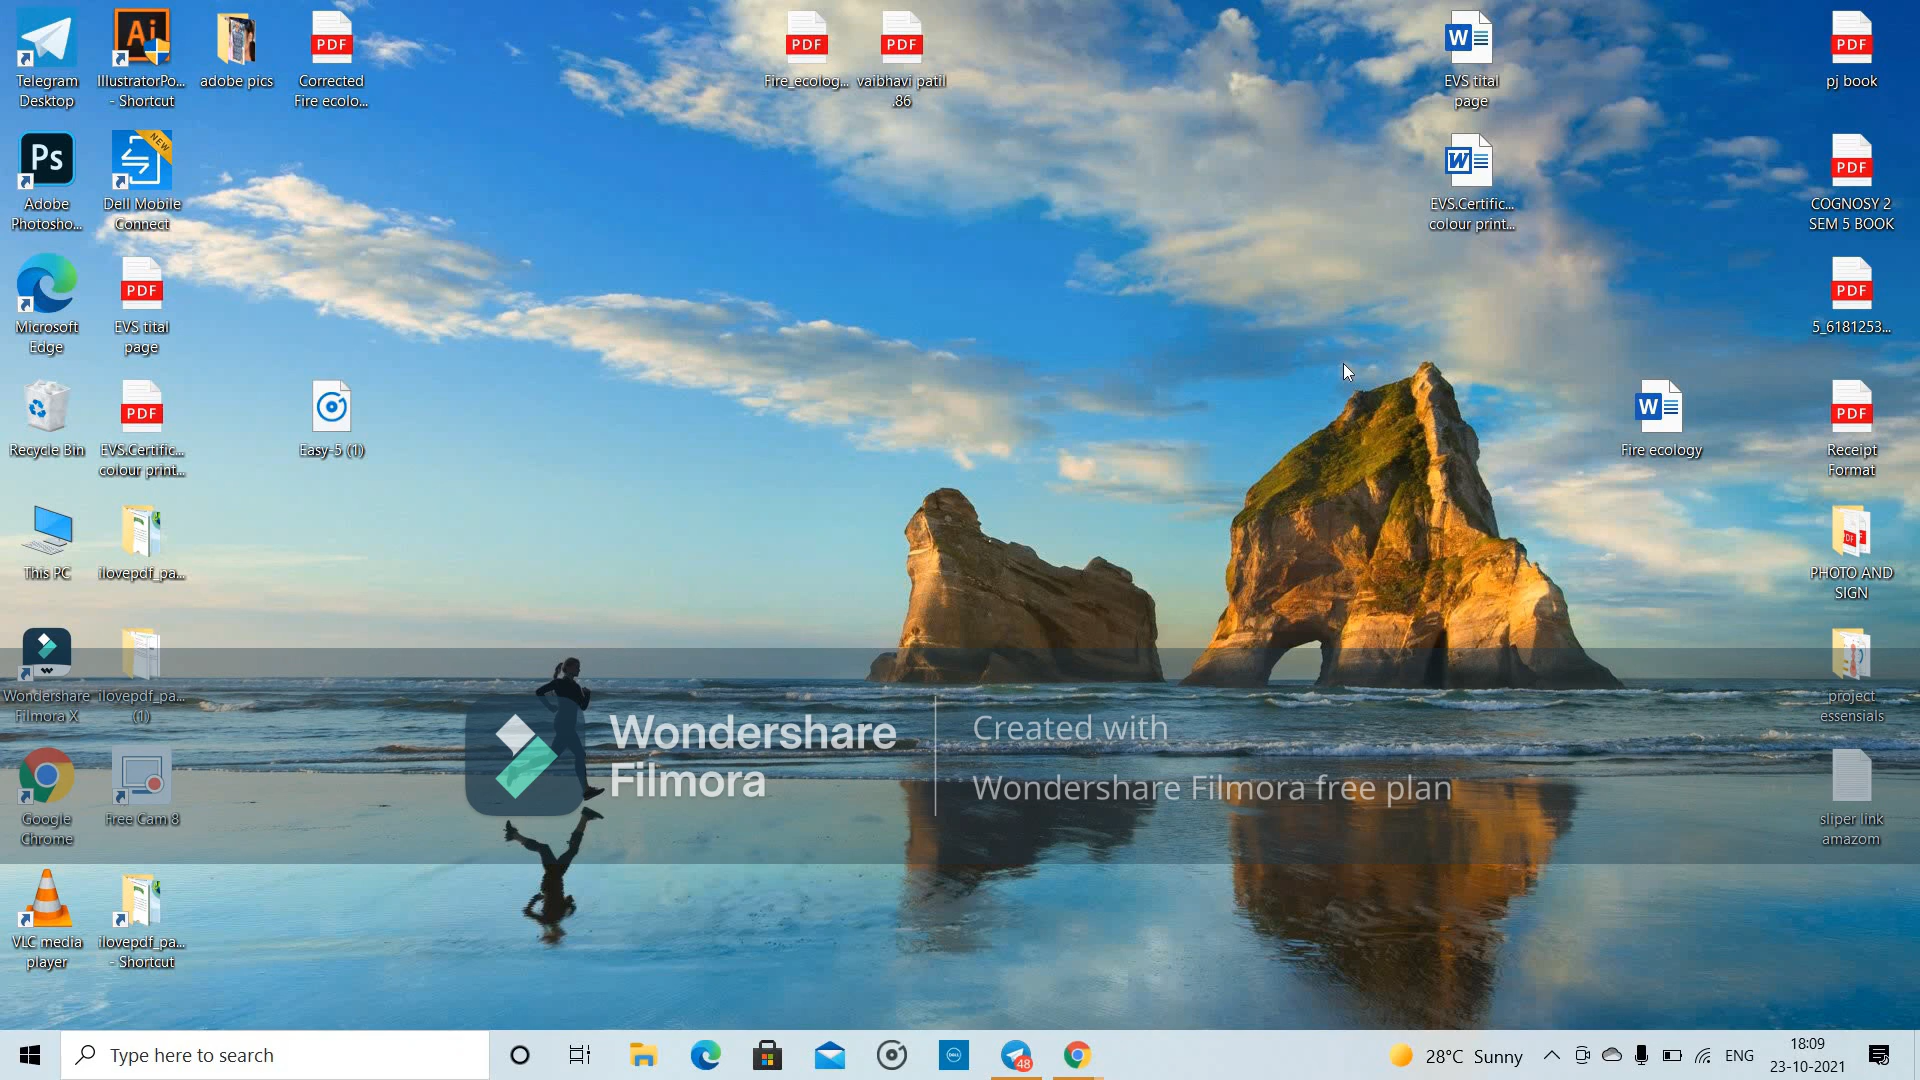 Telegram
Desktop
IllustratorPo...
- Shortcut
adobe pics
Corrected
Fire ecolo...
Fire_ecolog...
vaibhavi patil
.86
EVS tital
page
pj book
Adobe
Photosho...
Dell Mobile
Connect
EVS.Certific...
colour print...
COGNOSY 2
SEM 5 BOOK
Microsoft
Edge
EVS tital
page
5_6181253...
Recycle Bin
EVS.Certific...
colour print...
Easy-5 (1)
Fire ecology
Receipt
Format
This PC
ilovepdf_pa...
PHOTO AND
SIGN
Wondershare
Filmora X
ilovepdf_pa...
(1)
project
essensials
Wondershare
Filmora
Created with
Wondershare Filmora free plan
Google
Chrome
Free Cam 8
sliper link
amazom
VLC media
player
ilovepdf_pa...
- Shortcut
Ai
Ps
NEW
PDF
PDF
PDF
PDF
PDF
PDF
PDF
PDF
PDF
W
W
W
Type here to search
48
28°C Sunny
ENG
18:09
23-10-2021